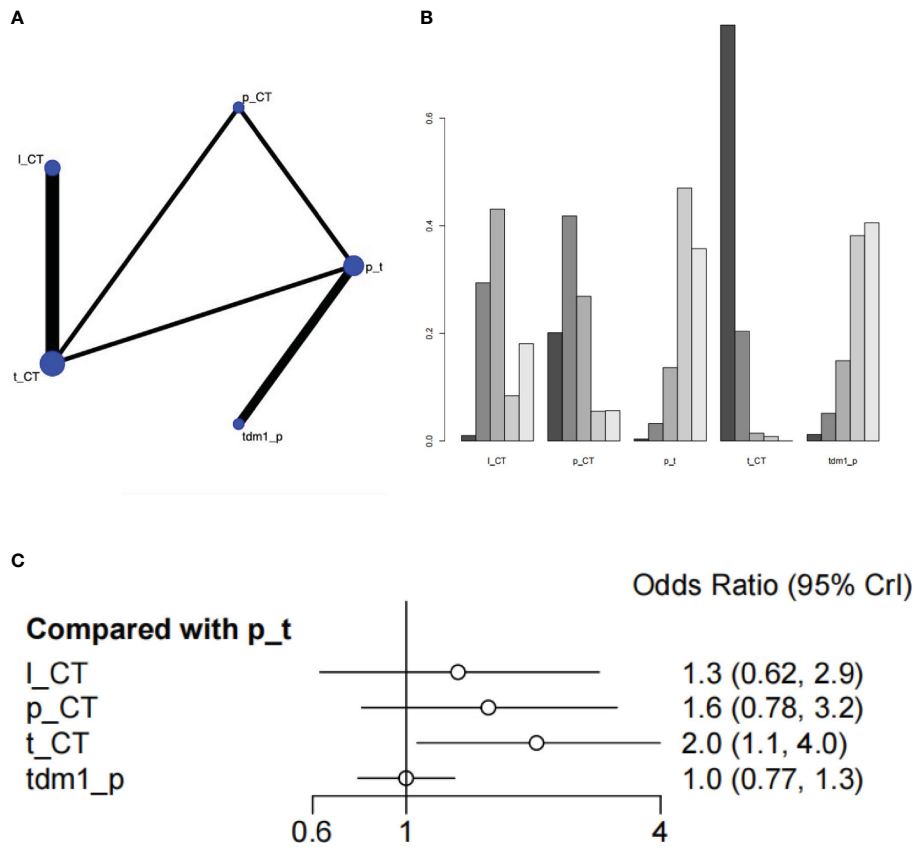 A
B
p_CT
l_CT
p_t
t_CT
tdm1_p
0.6
0.4
0.2
0.0
l_CT
p_CT
p_t
t_CT
tdm1_p
C
Odds Ratio (95% CrI)
Compared with p_t
l_CT 1.3 (0.62, 2.9)
p_CT 1.6 (0.78, 3.2)
t_CT 2.0 (1.1, 4.0)
tdm1_p 1.0 (0.77, 1.3)
0.6 1 4